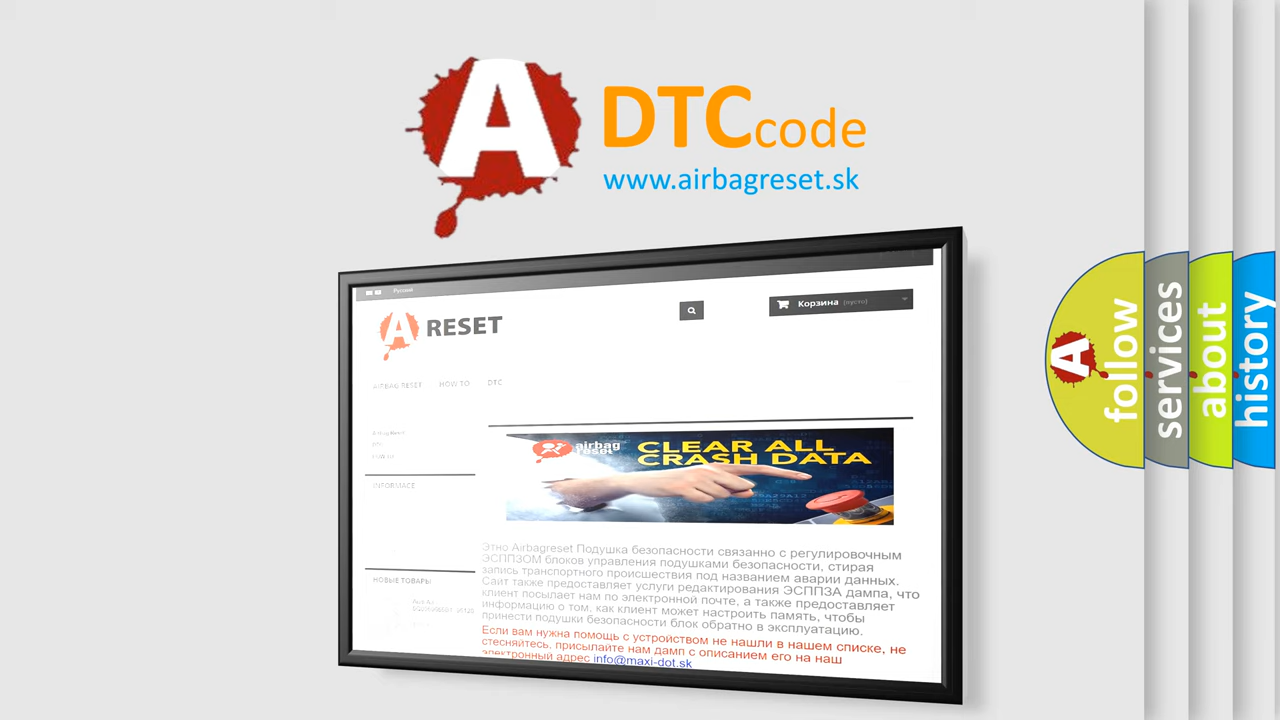 A DTCcode
www.airbagreset.sk
Русский
A RESET
Корзина (пусто)
AIRBAG RESET HOW TO DTC
airbag
reset
CLEAR ALL
CRASH DATA
INFORMACE
Этно Airbagreset Подушка безопасности связанно с регулировочным
ЭСППЗОМ блоков управления подушками безопасности, стирая
запись транспортного происшествия под названием аварии данных.
Сайт также предоставляет услуги редактирования ЭСППЗА дампа, что
клиент посылает нам по электронной почте, а также предоставляет
информацию о том, как клиент может настроить память, чтобы
принести подушки безопасности блок обратно в эксплуатацию.
НОВЫЕ ТОВАРЫ
Если вам нужна помощь с устройством не нашли в нашем списке, не
стесняйтесь, присылайте нам дамп с описанием его на наш
электронный адрес info@maxi-dot.sk
A follow
services
about
history